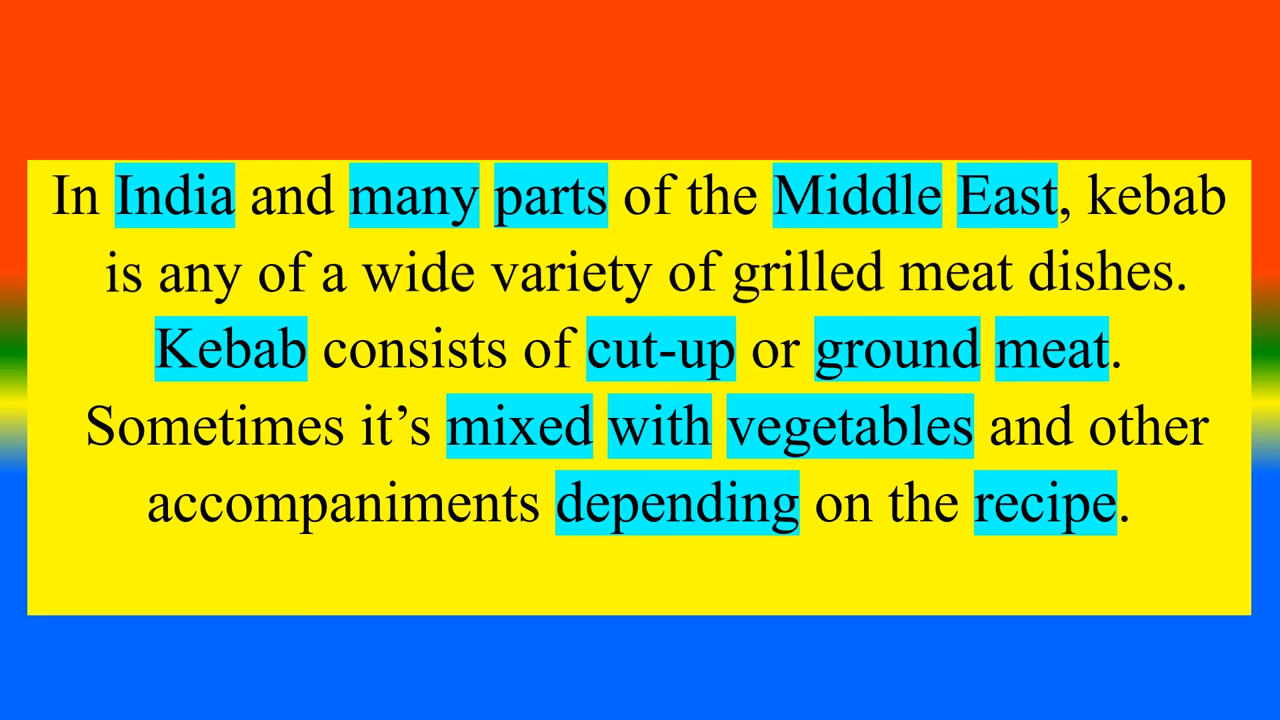 In India and many parts of the Middle East, kebab
is any of a wide variety of grilled meat dishes.
Kebab consists of cut-up or ground meat.
Sometimes it’s mixed with vegetables and other
accompaniments depending on the recipe.